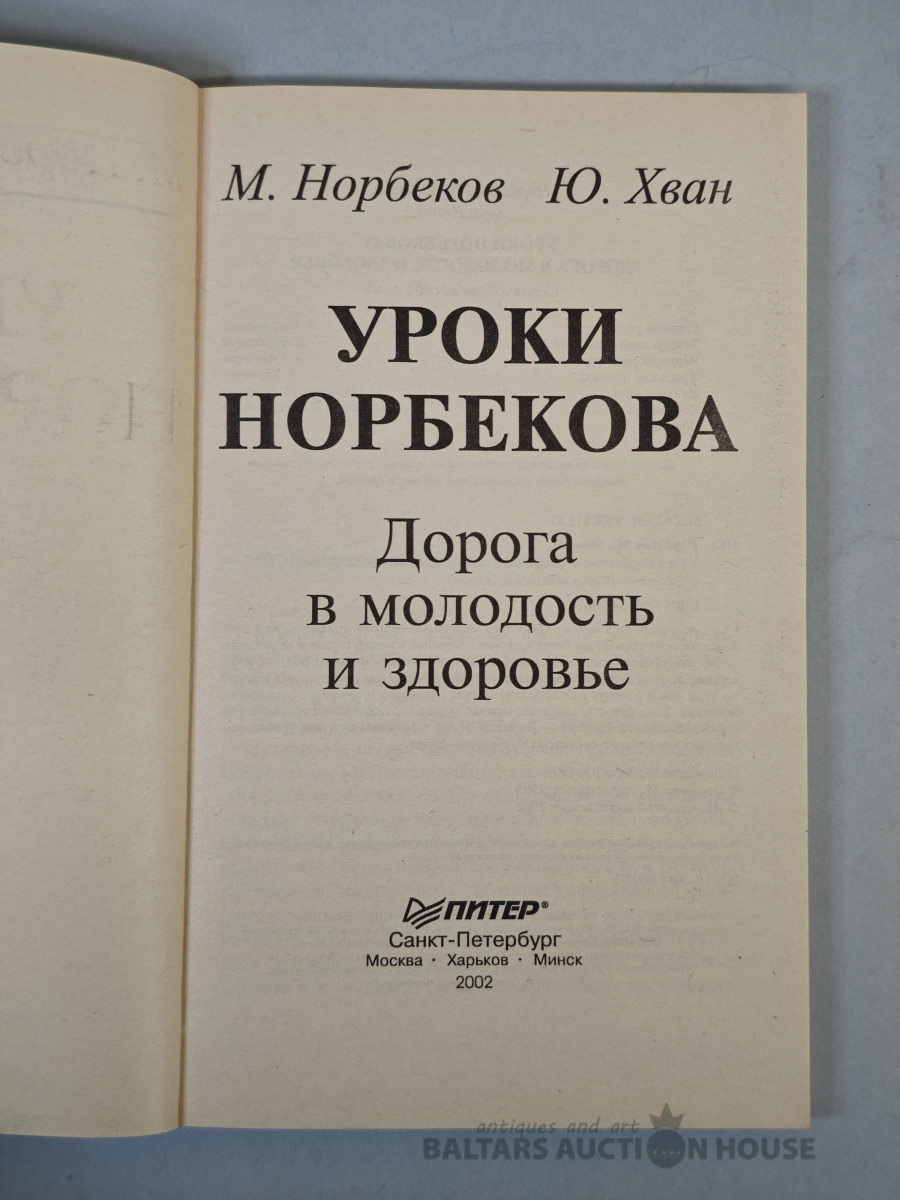 М. Норбеков Ю. Хван
УРОКИ
НОРБЕКОВА
Дорога
в молодость
и здоровье
ПИТЕР®
Санкт-Петербург
Москва · Харьков · Минск
2002
antiques and art
BALTARS AUCTION HOUSE